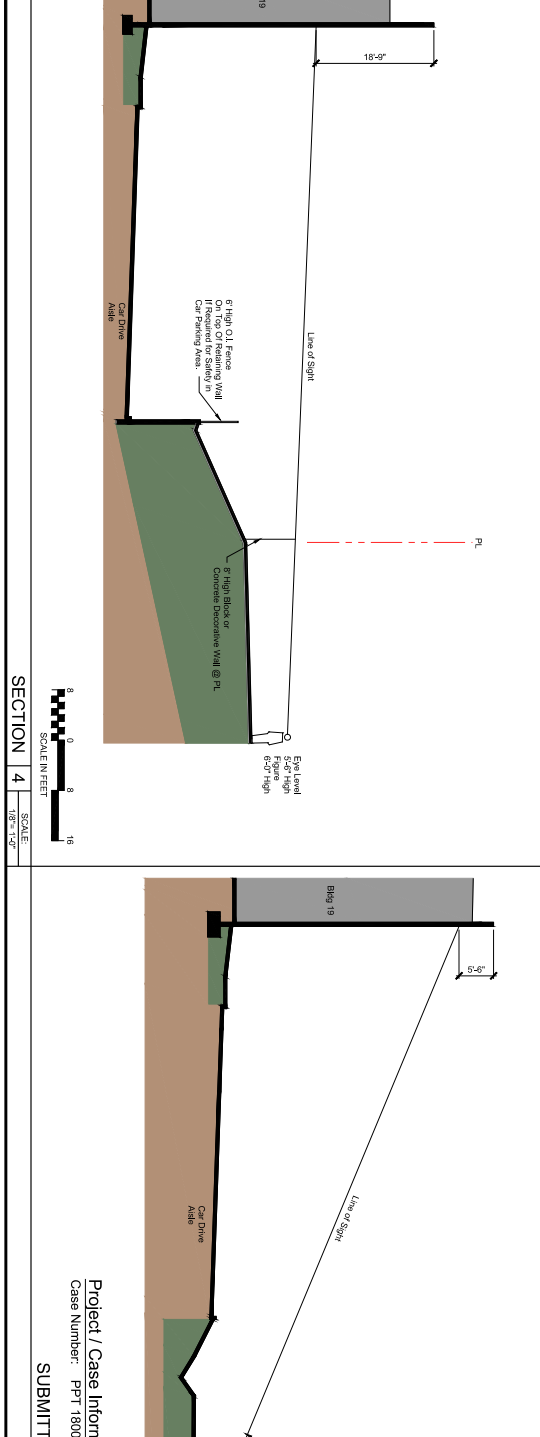 19
18'-9"
Line of Sight
6' High O.I. Fence
On Top Of Retaining Wall
If Required for Safety in
Car Parking Area.
Car Drive
Aisle
PL
8' High Block or
Concrete Decorative Wall @ PL
Eye Level
5'-6" High
Figure
6'-0" High
8
0
8
16
SCALE IN FEET
SECTION
4
SCALE:
1/8"= 1'-0"
Bldg 19
5'-6"
Line of Sight
Car Drive
Aisle
Project / Case Inform
Case Number: PPT 1800
SUBMITT